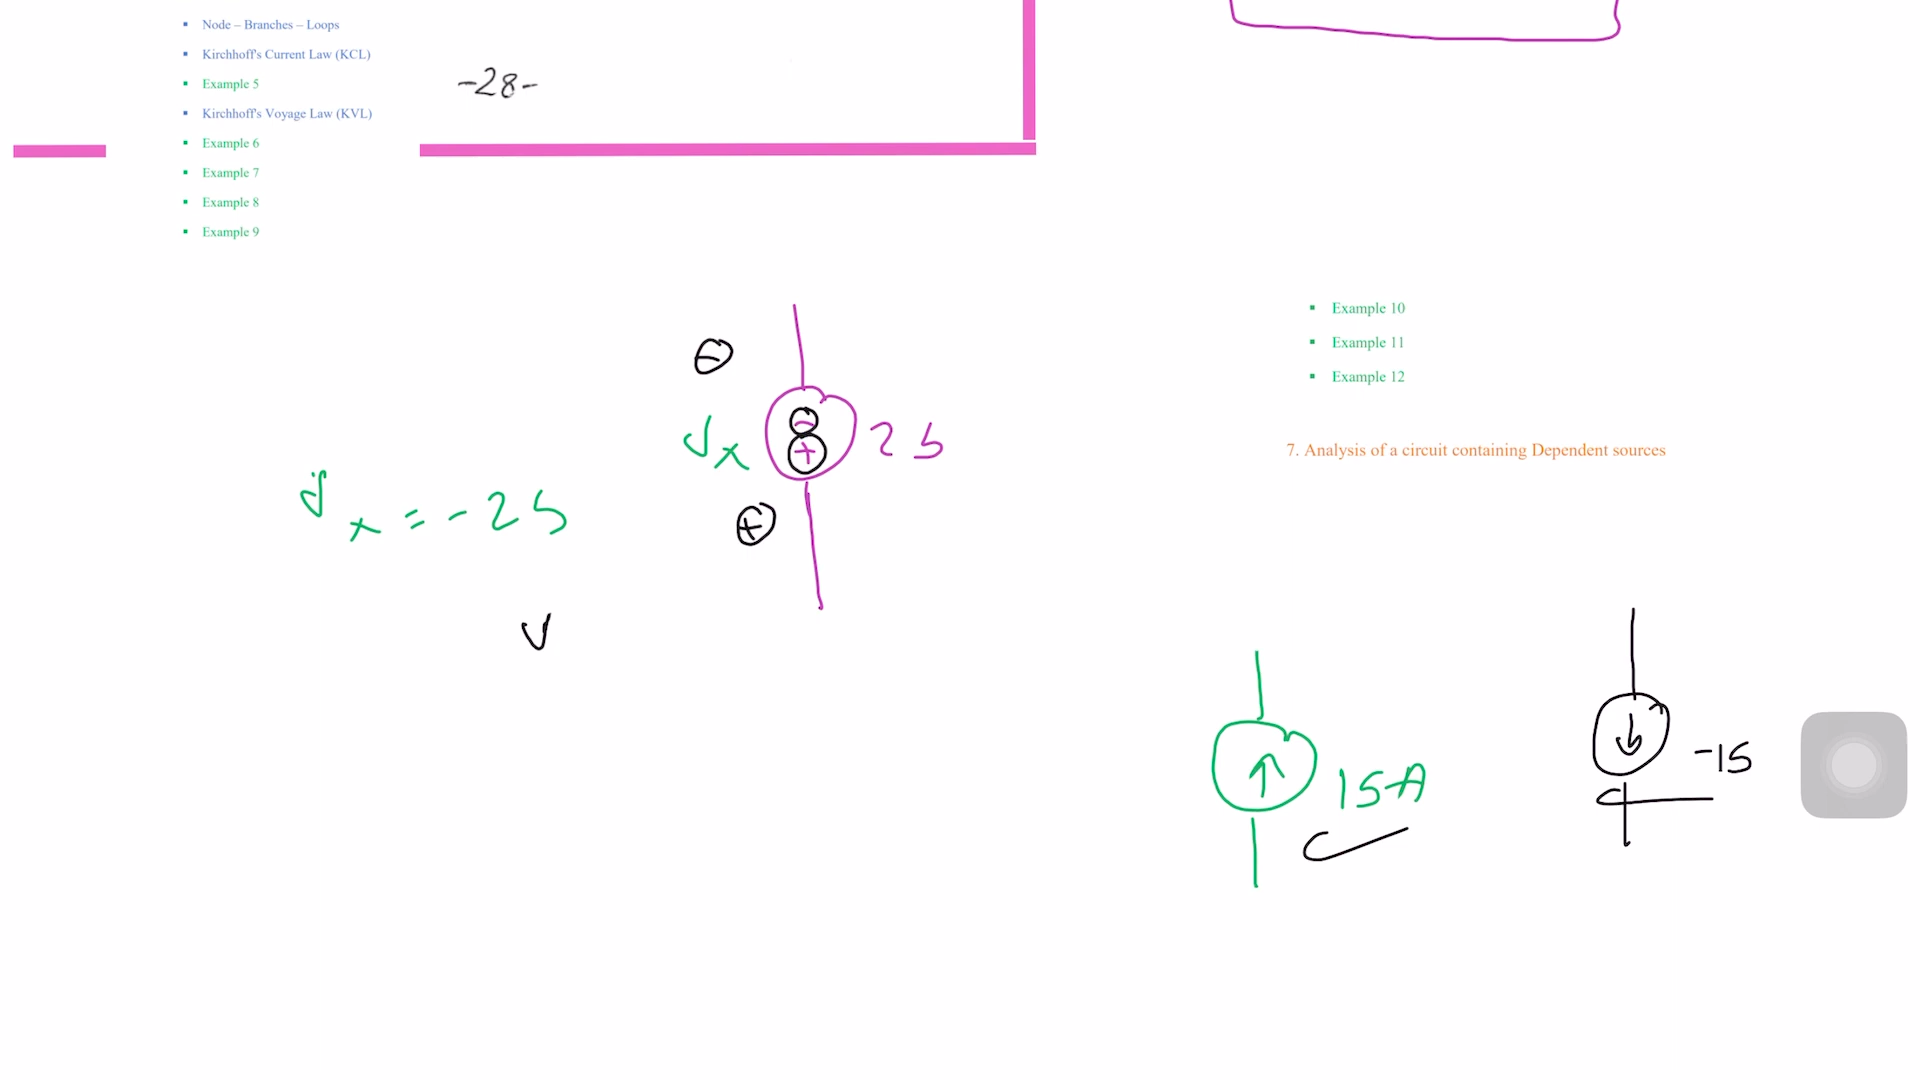 Node – Branches – Loops
Kirchhoff's Current Law (KCL)
Example 5
Kirchhoff's Voyage Law (KVL)
Example 6
Example 7
Example 8
Example 9
-28-
Example 10
Example 11
Example 12
7. Analysis of a circuit containing Dependent sources
-
Vx
-
+
25
+
Vx = -25
V
15A
-15